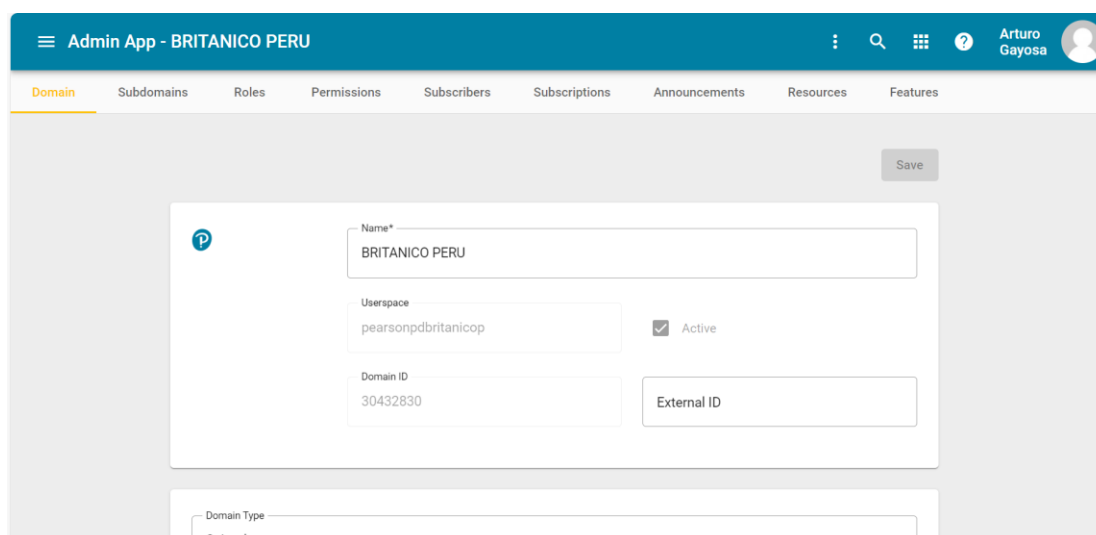 Admin App - BRITANICO PERU
Arturo
Gayosa
Domain Subdomains Roles Permissions Subscribers Subscriptions Announcements Resources Features
Save
Name*
BRITANICO PERU
Userspace
pearsonpdbritanicop
Active
Domain ID
30432830
External ID
Domain Type